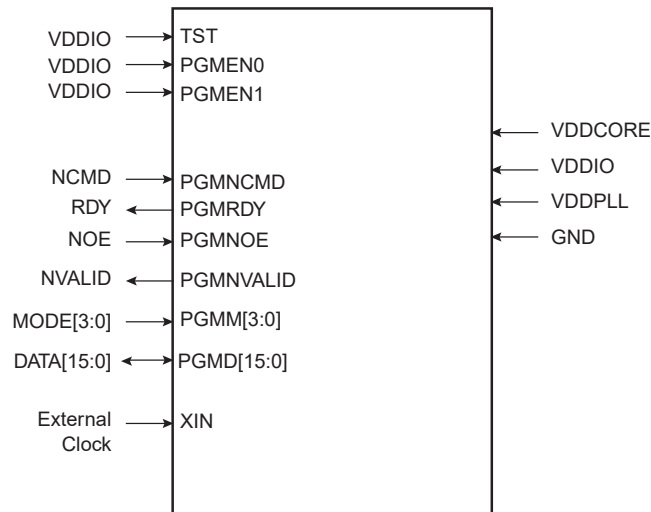 VDDIO TST
VDDIO PGMEN0
VDDIO PGMEN1
VDDCORE
VDDIO
NCMD PGMNCMD
VDDPLL
RDY PGMRDY
GND
NOE PGMNOE
NVALID PGMNVALID
MODE[3:0] PGMM[3:0]
DATA[15:0] PGMD[15:0]
External XIN
Clock